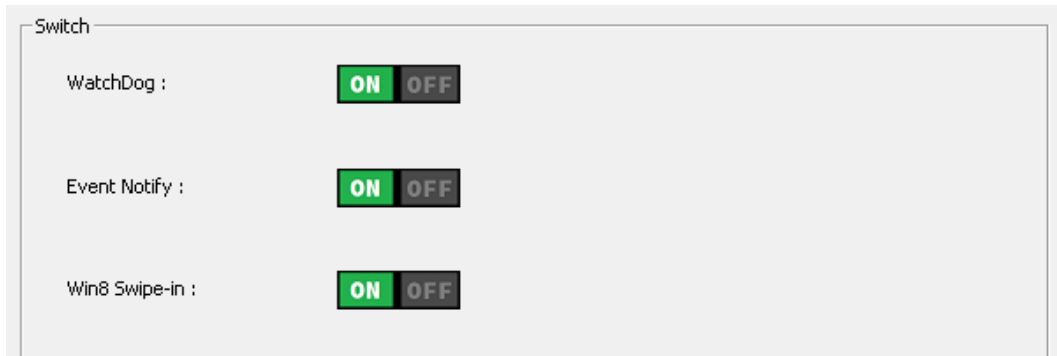 Switch
WatchDog : ON OFF
Event Notify : ON OFF
Win8 Swipe-in : ON OFF